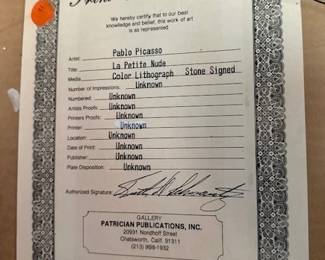 We hereby certify that to our best
knowledge and belief, this work of art
is as represented
Artist: Pablo Picasso
Title: La Petite Nude
Media: Color Lithograph Stone Signed
Number of Impressions: Unknown
Numbered: Unknown
Artists Proofs: Unknown
Printers Proofs: Unknown
Printer: Unknown
Location: Unknown
Date of Print: Unknown
Publisher: Unknown
Plate Disposition: Unknown
Authorized Signature:
GALLERY
PATRICIAN PUBLICATIONS, INC.
20931 Nordhoff Street
Chatsworth, Calif. 91311
(213) 998-1932